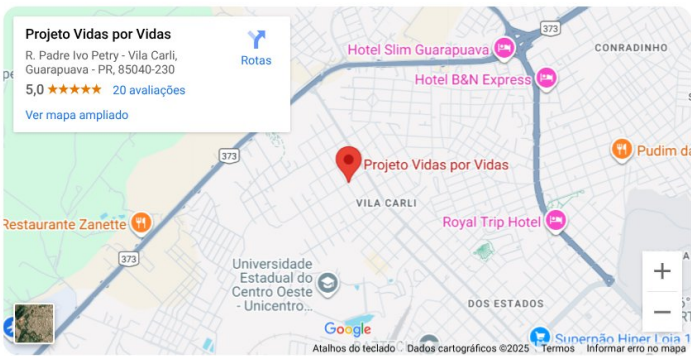 Projeto Vidas por Vidas
R. Padre Ivo Petry - Vila Carli,
Guarapuava - PR, 85040-230
5,0
20 avaliações
Ver mapa ampliado
Rotas
373
CONRADINHO
Hotel Slim Guarapuava
Hotel B&N Express
373
Pudim da
Projeto Vidas por Vidas
VILA CARLI
Restaurante Zanette
Royal Trip Hotel
373
Universidade
Estadual do
Centro Oeste
- Unicentro...
DOS ESTADOS
+
−
Google
Supernão Hiper Loja 1
Atalhos do teclado
Dados cartográficos ©2025
Termos
Informar erro no mapa